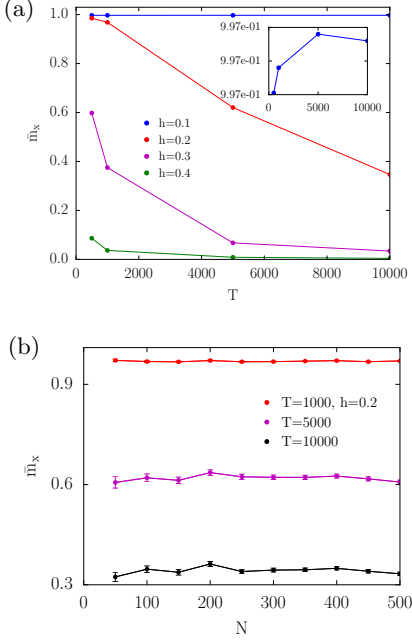 (a)
1.0
0.8
0.6
0.4
0.2
0.0
m̄ₓ
9.97e−01
9.97e−01
9.97e−01
0 5000 10000
h=0.1
h=0.2
h=0.3
h=0.4
0 2000 4000 6000 8000 10000
T
(b)
0.9
0.6
0.3
m̄ₓ
T=1000, h=0.2
T=5000
T=10000
0 100 200 300 400 500
N